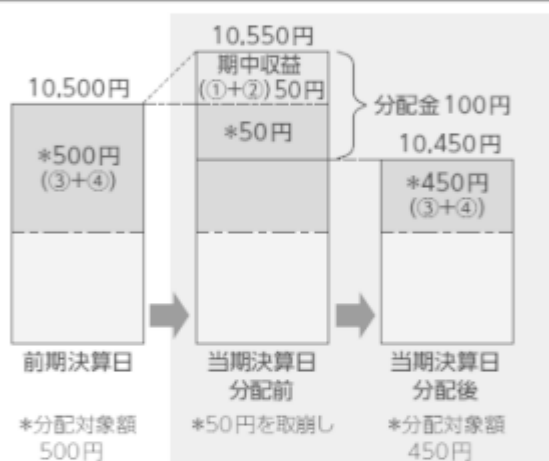 10,550円
期中収益
(①+②)50円
10,500円
分配金100円
*50円
10,450円
*500円
(③+④)
*450円
(③+④)
前期決算日
当期決算日
分配前
当期決算日
分配後
*分配対象額
500円
*50円を取崩し
*分配対象額
450円